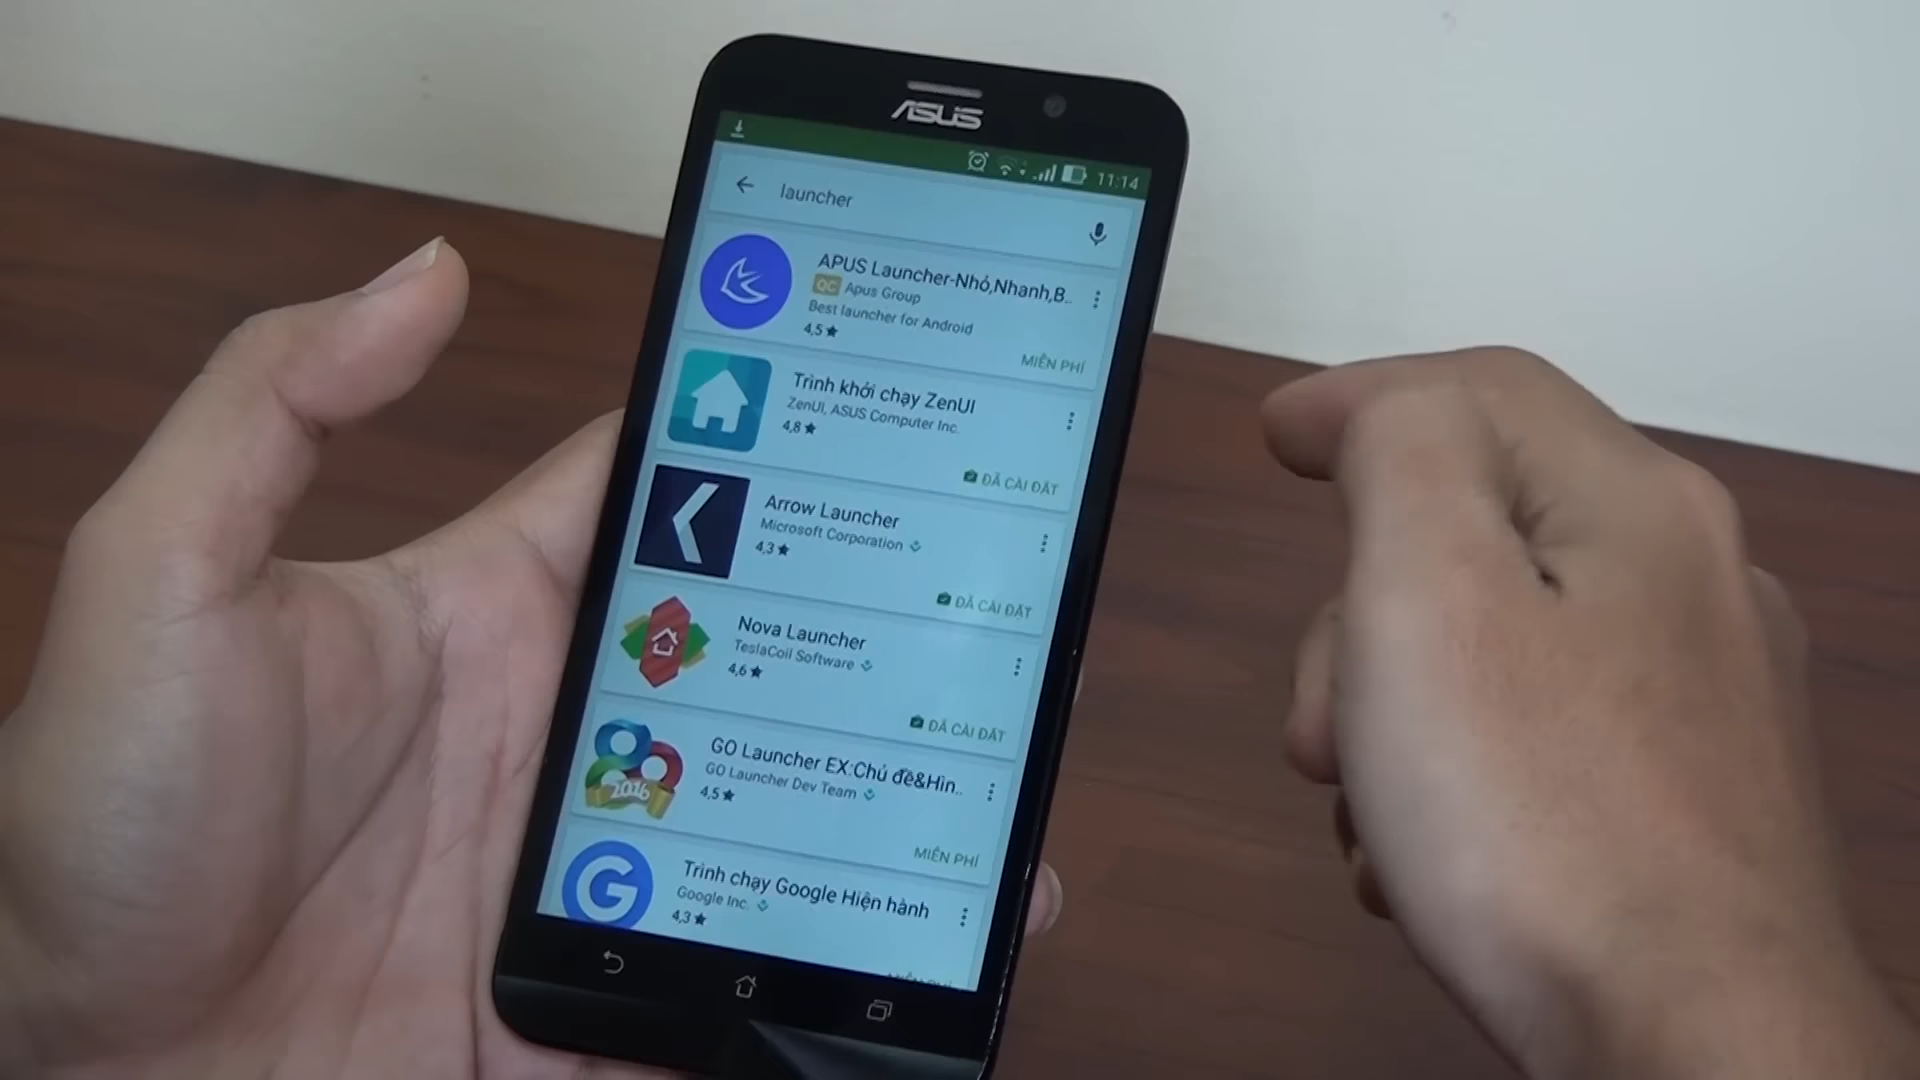 ASUS
11:14
launcher
APUS Launcher-Nhỏ,Nhanh,B..
QC Apus Group
Best launcher for Android
4,5
MIỄN PHÍ
Trình khởi chạy ZenUI
ZenUI, ASUS Computer Inc.
4,8
ĐÃ CÀI ĐẶT
Arrow Launcher
Microsoft Corporation
4,3
ĐÃ CÀI ĐẶT
Nova Launcher
TeslaCoil Software
4,6
ĐÃ CÀI ĐẶT
GO Launcher EX:Chủ đề&Hìn..
GO Launcher Dev Team
4,5
2016
MIỄN PHÍ
G
Trình chạy Google Hiện hành
Google Inc.
4,3